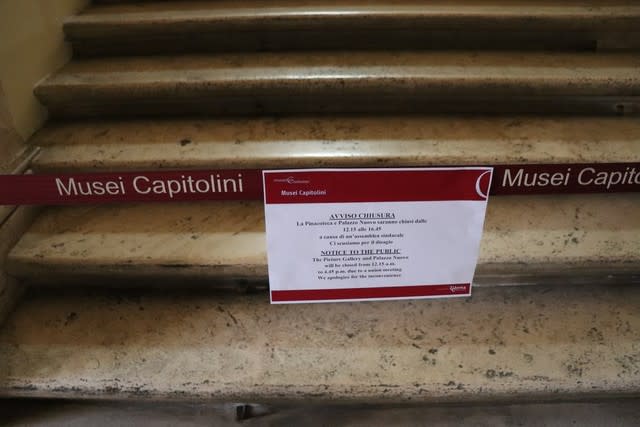 Musei Capitolini
Musei Capitolini
AVVISO CHIUSURA
La Pinacoteca e Palazzo Nuovo saranno chiusi dalle
12.15 alle 16.45
a causa di un'assemblea sindacale
Ci scusiamo per il disagio
NOTICE TO THE PUBLIC
The Picture Gallery and Palazzo Nuovo
will be closed from 12.15 a.m.
to 4.45 p.m. due to a union meeting
We apologize for the inconvenience
Musei Capito